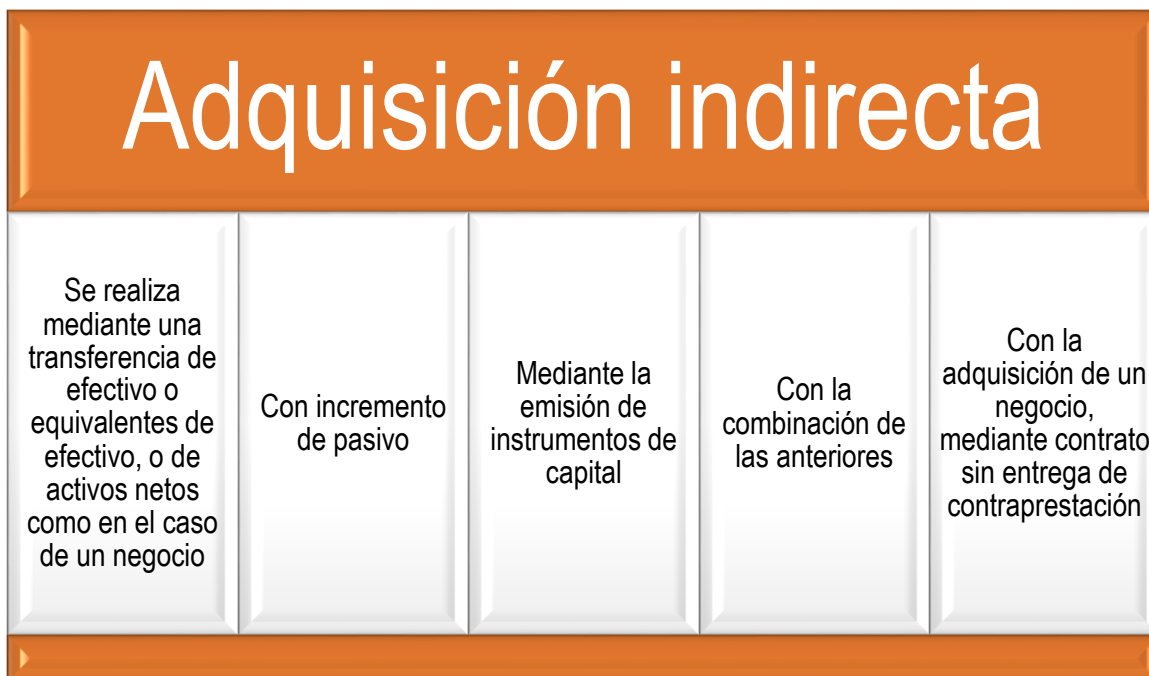 Adquisición indirecta
Se realiza
mediante una
transferencia de
efectivo o
equivalentes de
efectivo, o de
activos netos
como en el caso
de un negocio
Con incremento
de pasivo
Mediante la
emisión de
instrumentos de
capital
Con la
combinación de
las anteriores
Con la
adquisición de un
negocio,
mediante contrato
sin entrega de
contraprestación